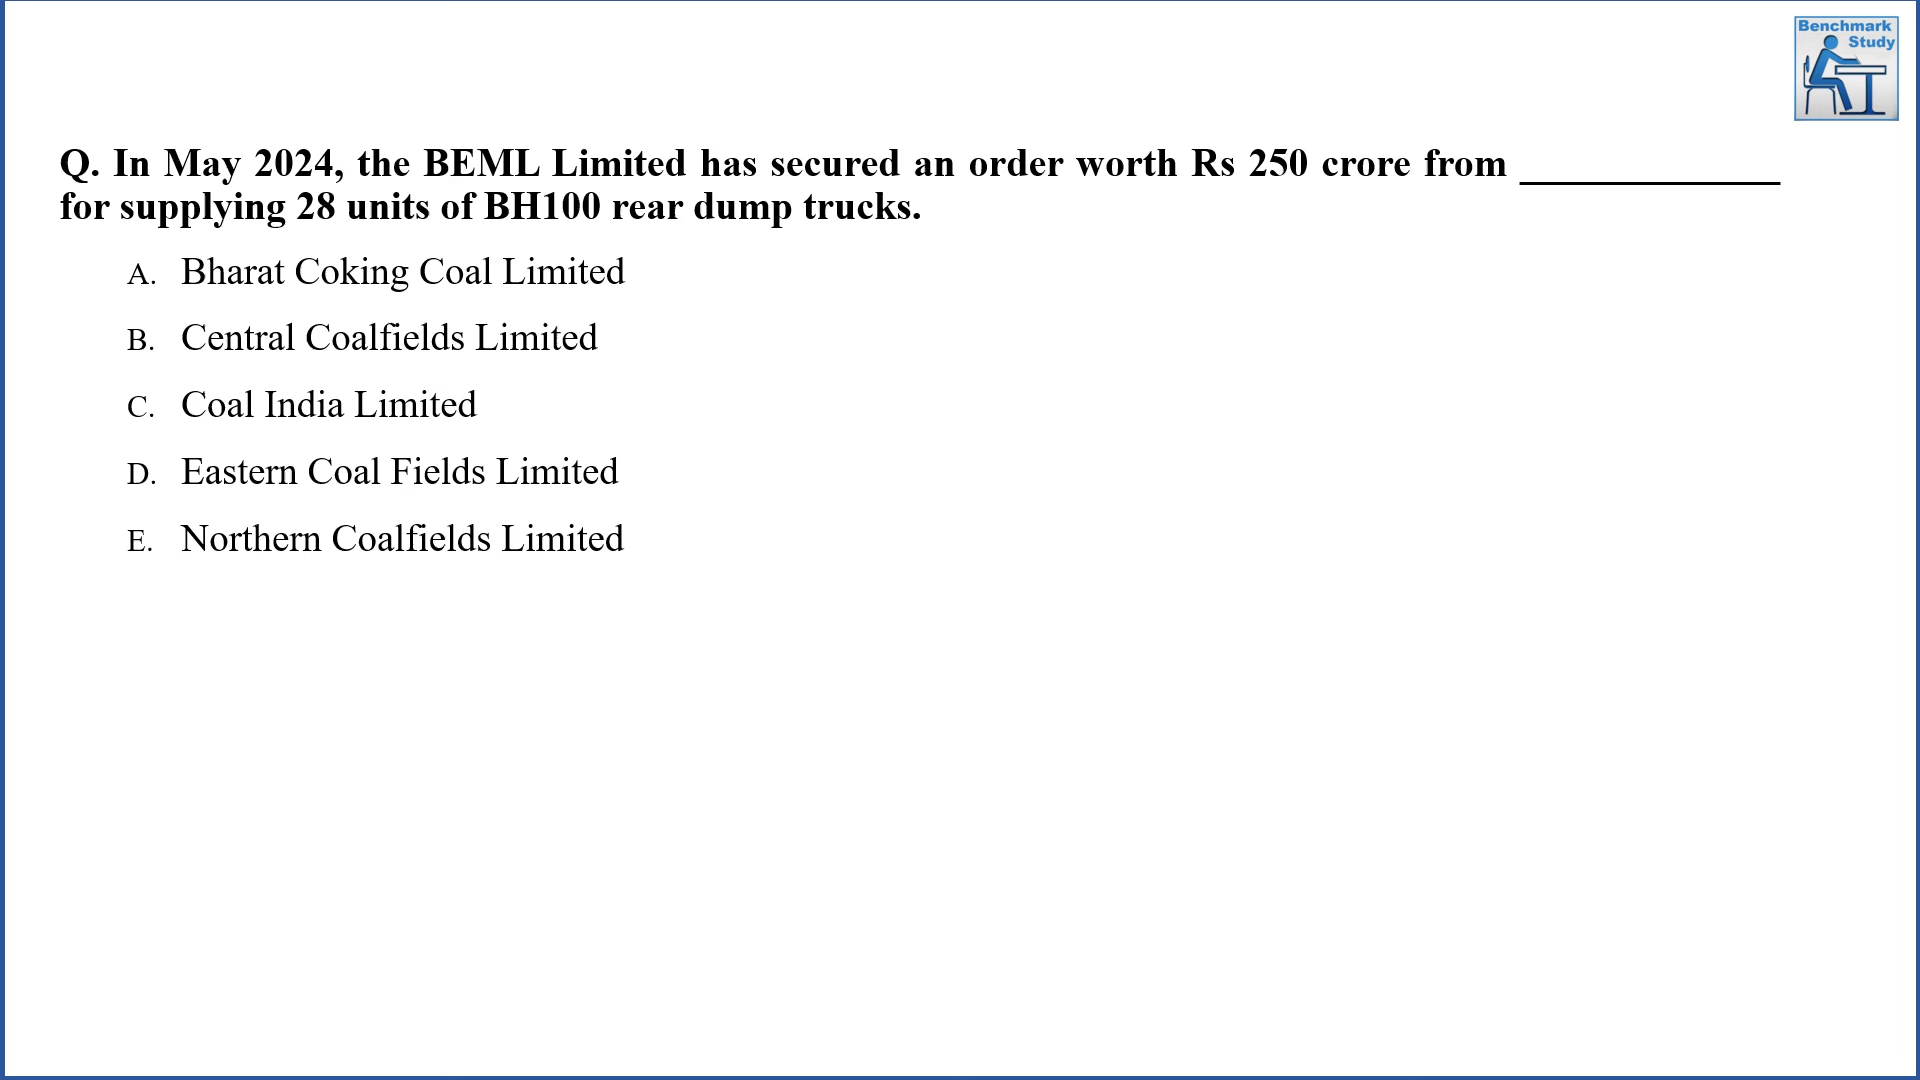 Benchmark
Study
Q. In May 2024, the BEML Limited has secured an order worth Rs 250 crore from _____________
for supplying 28 units of BH100 rear dump trucks.
A. Bharat Coking Coal Limited
B. Central Coalfields Limited
C. Coal India Limited
D. Eastern Coal Fields Limited
E. Northern Coalfields Limited